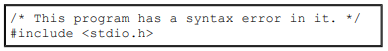 /* This program has a syntax error in it. */
#include <stdio.h>